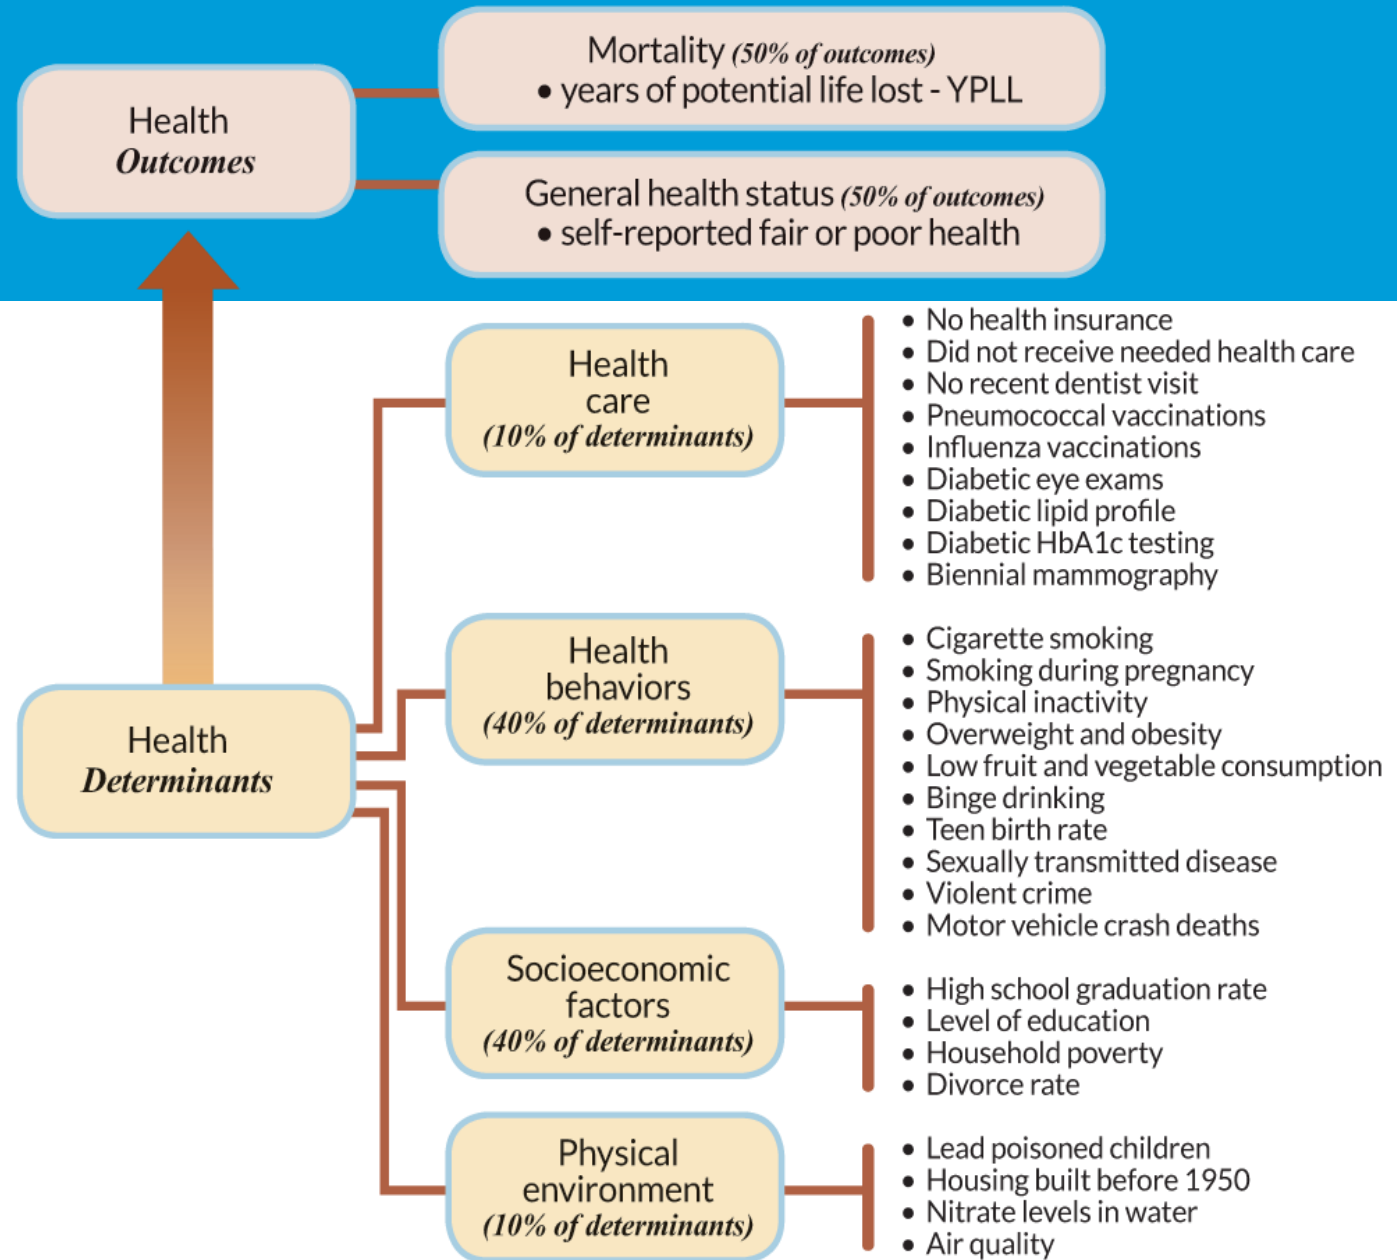 Health
Outcomes
Mortality (50% of outcomes)
• years of potential life lost - YPLL
General health status (50% of outcomes)
• self-reported fair or poor health
Health
Determinants
Health
care
(10% of determinants)
• No health insurance
• Did not receive needed health care
• No recent dentist visit
• Pneumococcal vaccinations
• Influenza vaccinations
• Diabetic eye exams
• Diabetic lipid profile
• Diabetic HbA1c testing
• Biennial mammography
Health
behaviors
(40% of determinants)
• Cigarette smoking
• Smoking during pregnancy
• Physical inactivity
• Overweight and obesity
• Low fruit and vegetable consumption
• Binge drinking
• Teen birth rate
• Sexually transmitted disease
• Violent crime
• Motor vehicle crash deaths
Socioeconomic
factors
(40% of determinants)
• High school graduation rate
• Level of education
• Household poverty
• Divorce rate
Physical
environment
(10% of determinants)
• Lead poisoned children
• Housing built before 1950
• Nitrate levels in water
• Air quality